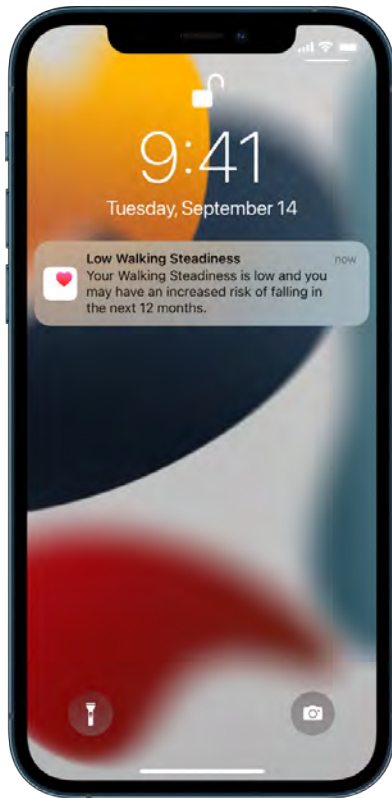 9:41
Tuesday, September 14
Low Walking Steadiness now
Your Walking Steadiness is low and you
may have an increased risk of falling in
the next 12 months.